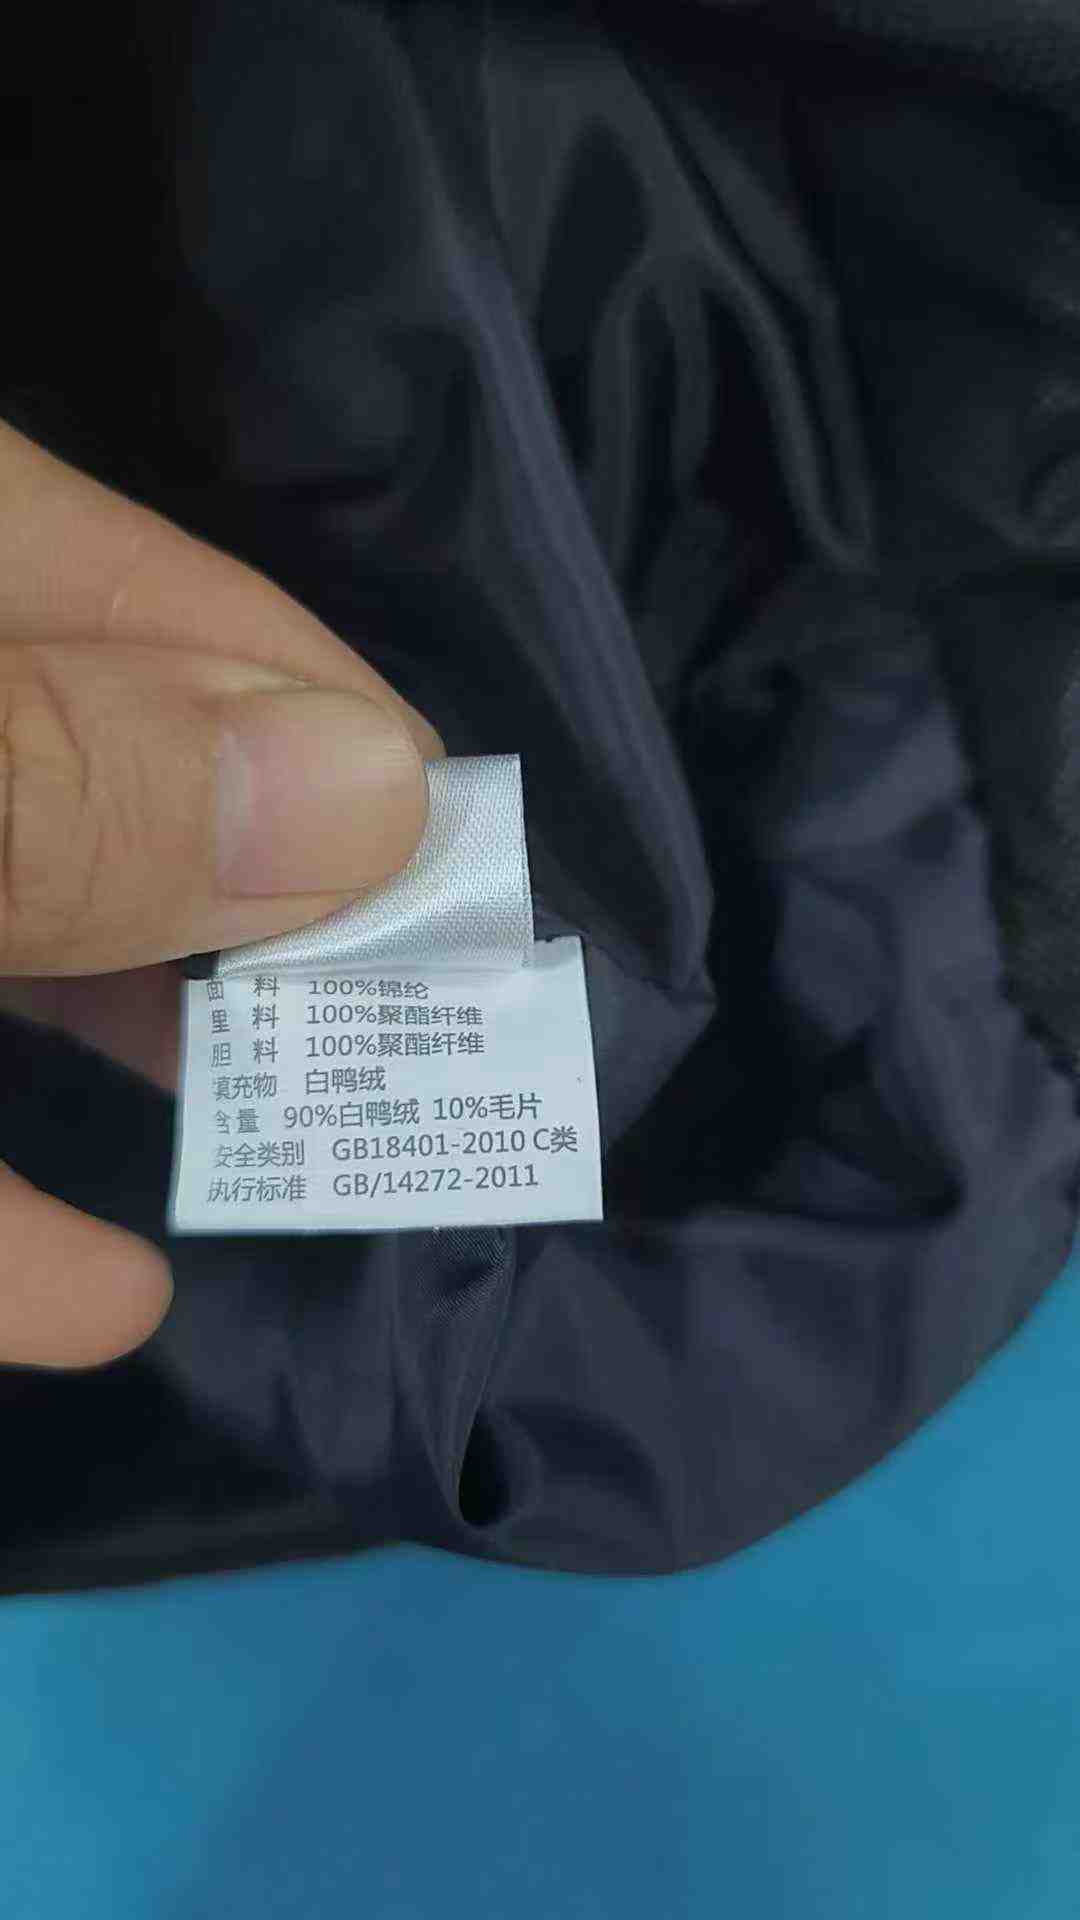 面 料 100%锦纶
里 料 100%聚酯纤维
胆 料 100%聚酯纤维
填充物 白鸭绒
含量 90%白鸭绒 10%毛片
安全类别 GB18401-2010 C类
执行标准 GB/14272-2011